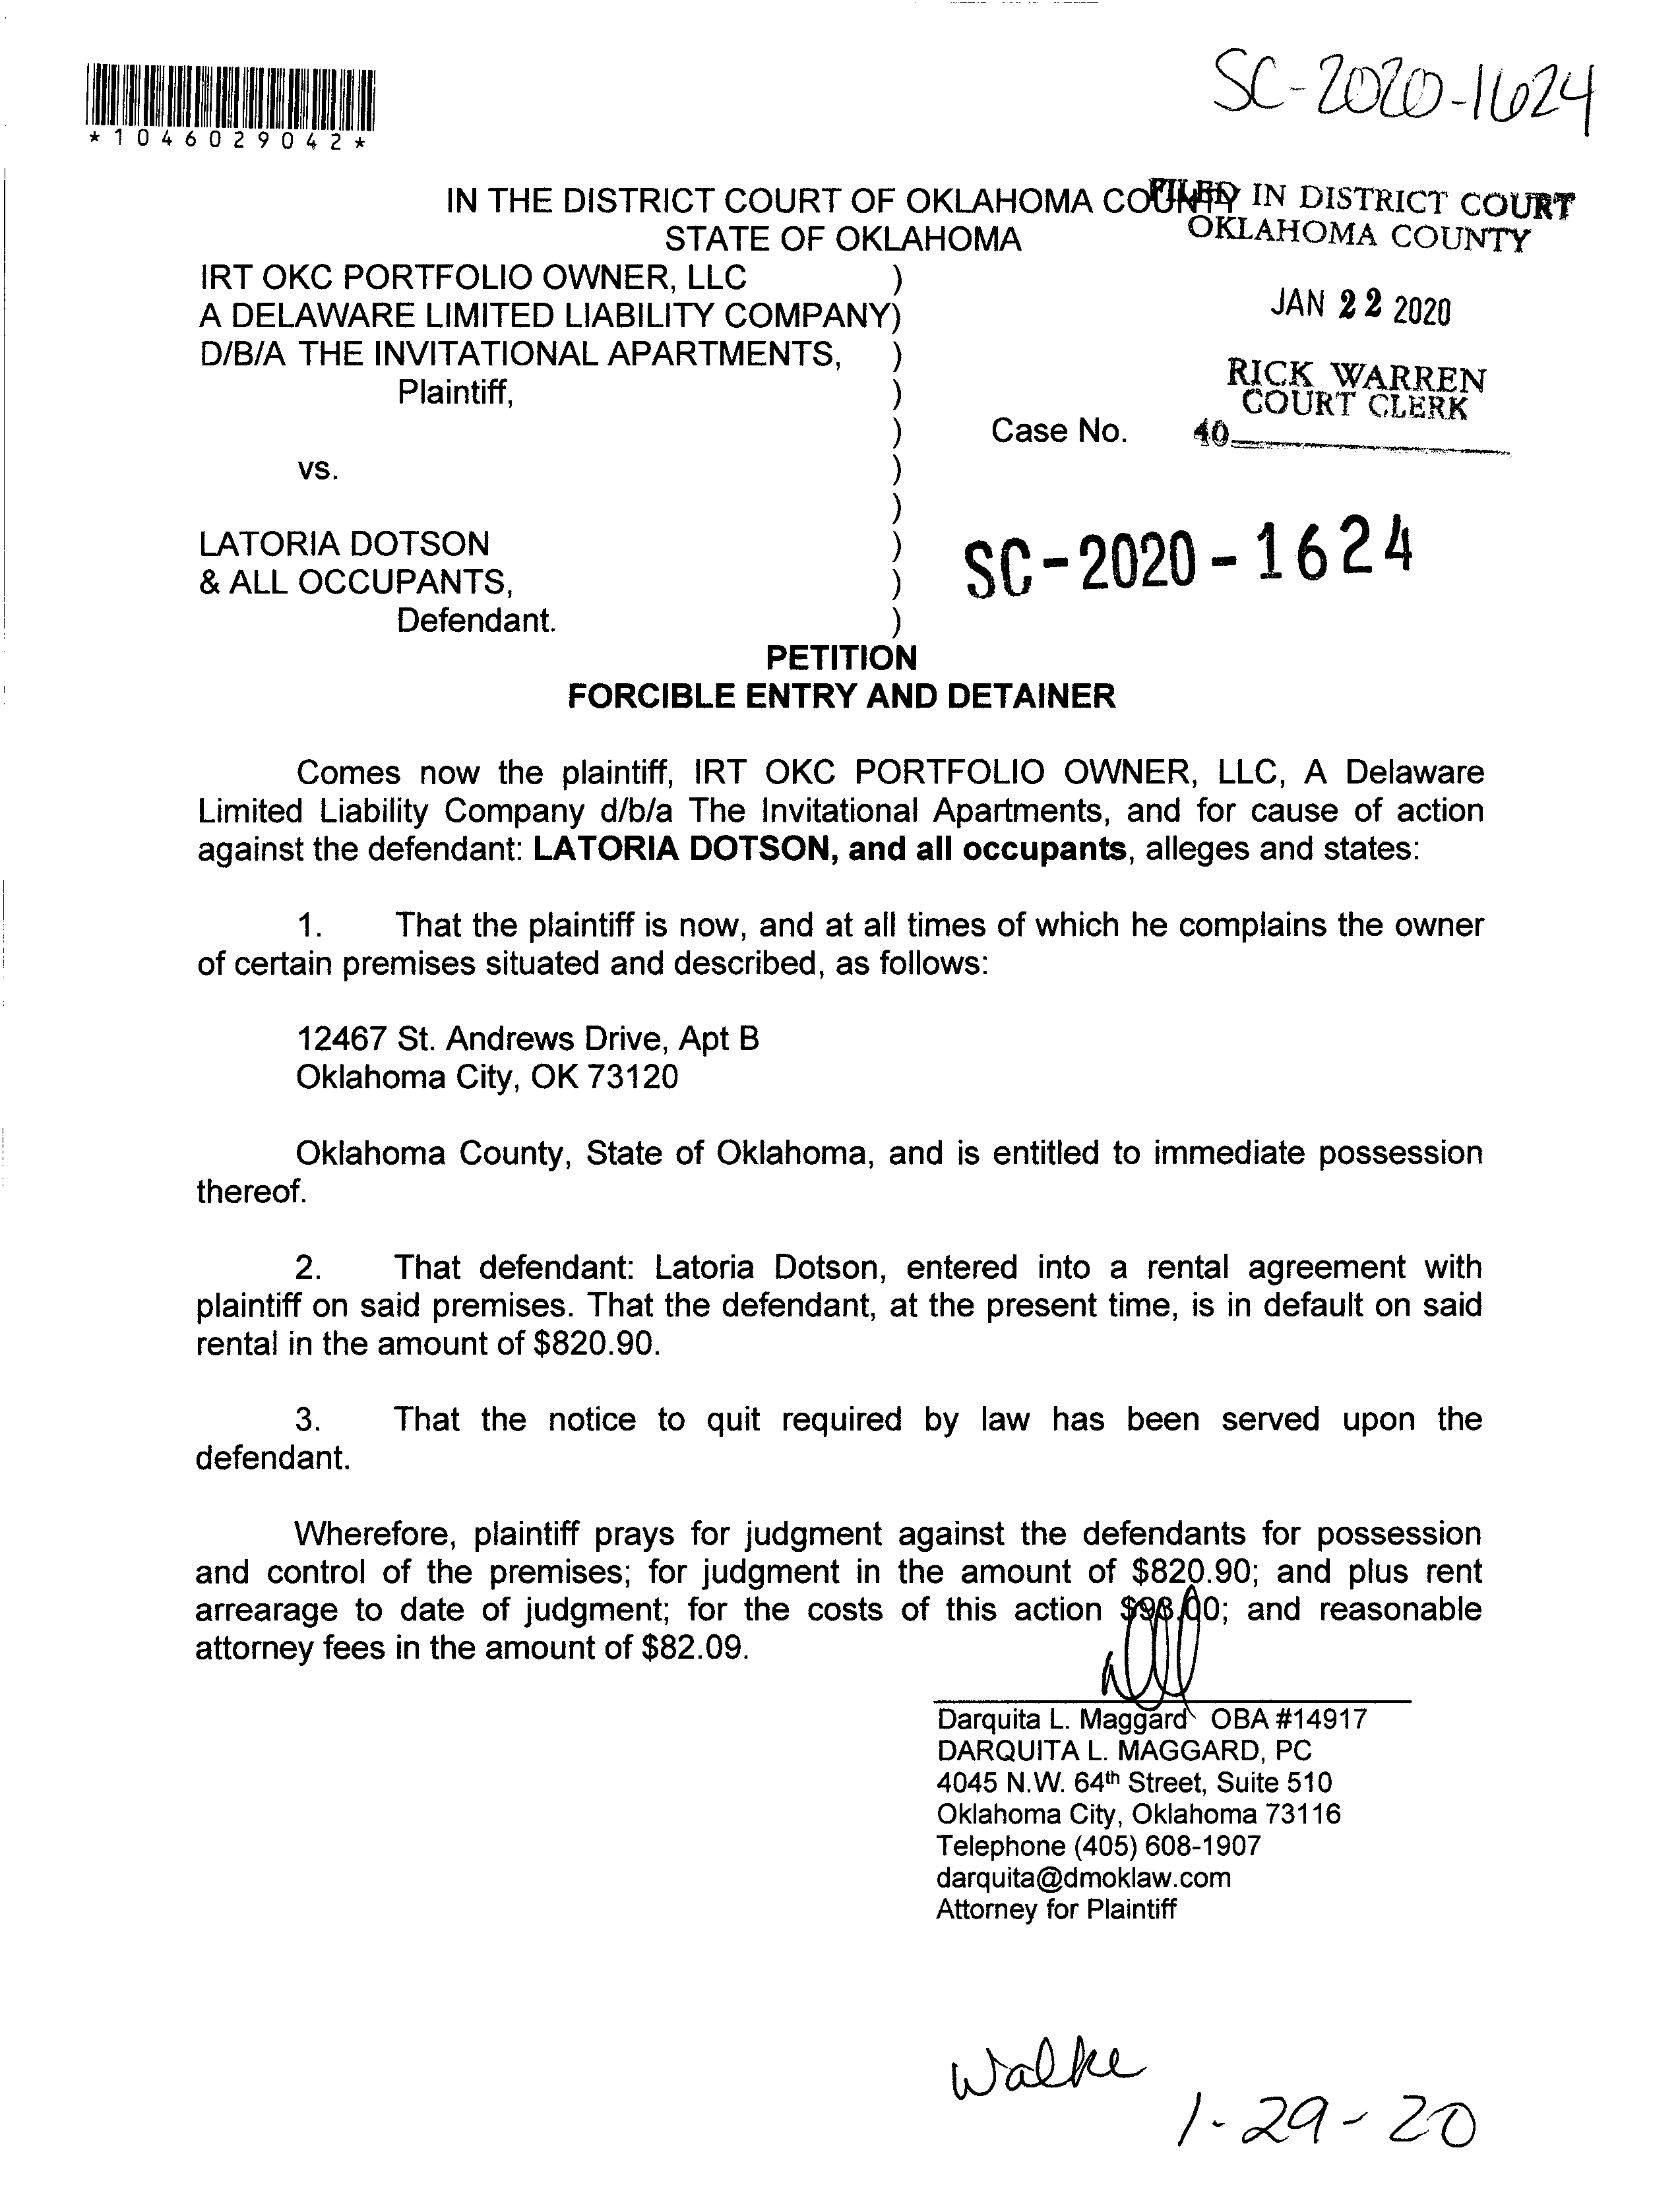 SC-2020-1624
*1046029042*
IN THE DISTRICT COURT OF OKLAHOMA COUNTY
FILED IN DISTRICT COURT
STATE OF OKLAHOMA
OKLAHOMA COUNTY
IRT OKC PORTFOLIO OWNER, LLC )
A DELAWARE LIMITED LIABILITY COMPANY)
JAN 22 2020
D/B/A THE INVITATIONAL APARTMENTS, )
RICK WARREN
Plaintiff, )
COURT CLERK
) Case No. 40
vs. )
)
LATORIA DOTSON )
SC-2020-1624
& ALL OCCUPANTS, )
Defendant. )
PETITION
FORCIBLE ENTRY AND DETAINER
Comes now the plaintiff, IRT OKC PORTFOLIO OWNER, LLC, A Delaware
Limited Liability Company d/b/a The Invitational Apartments, and for cause of action
against the defendant: LATORIA DOTSON, and all occupants, alleges and states:
1. That the plaintiff is now, and at all times of which he complains the owner
of certain premises situated and described, as follows:
12467 St. Andrews Drive, Apt B
Oklahoma City, OK 73120
Oklahoma County, State of Oklahoma, and is entitled to immediate possession
thereof.
2. That defendant: Latoria Dotson, entered into a rental agreement with
plaintiff on said premises. That the defendant, at the present time, is in default on said
rental in the amount of $820.90.
3. That the notice to quit required by law has been served upon the
defendant.
Wherefore, plaintiff prays for judgment against the defendants for possession
and control of the premises; for judgment in the amount of $820.90; and plus rent
arrearage to date of judgment; for the costs of this action and reasonable
attorney fees in the amount of $82.09.
Darquita L. Maggard OBA #14917
DARQUITA L. MAGGARD, PC
4045 N.W. 64th Street, Suite 510
Oklahoma City, Oklahoma 73116
Telephone (405) 608-1907
darquita@dmoklaw.com
Attorney for Plaintiff
Walke
1-29-20